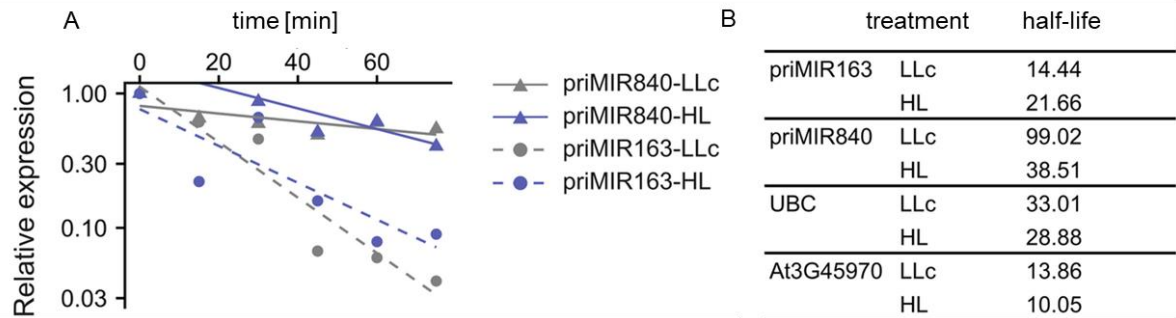 A
time [min]
0 20 40 60
Relative expression
1.00
0.30
0.10
0.03
priMIR840-LLc
priMIR840-HL
priMIR163-LLc
priMIR163-HL
B
treatment half-life
priMIR163 LLc 14.44
HL 21.66
priMIR840 LLc 99.02
HL 38.51
UBC LLc 33.01
HL 28.88
At3G45970 LLc 13.86
HL 10.05